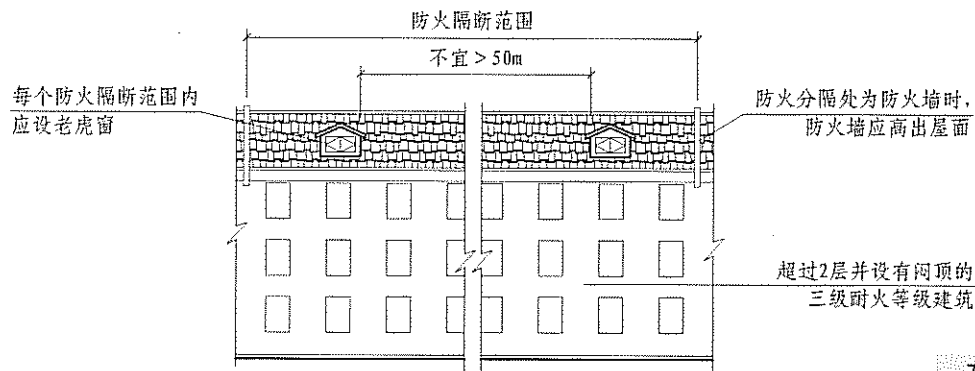 防火隔断范围
不宜>50m
每个防火隔断范围内
应设老虎窗
防火分隔处为防火墙时，
防火墙应高出屋面
超过2层并设有闷顶的
三级耐火等级建筑